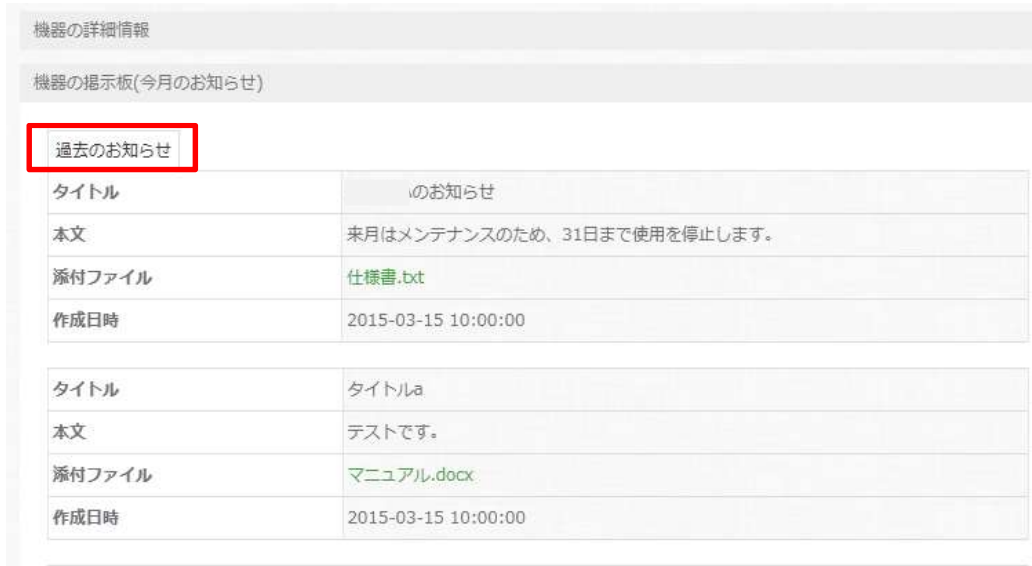 機器の詳細情報
機器の掲示板(今月のお知らせ)
過去のお知らせ
タイトル のお知らせ
本文 来月はメンテナンスのため、31日まで使用を停止します。
添付ファイル 仕様書.txt
作成日時 2015-03-15 10:00:00
タイトル タイトルa
本文 テストです。
添付ファイル マニュアル.docx
作成日時 2015-03-15 10:00:00